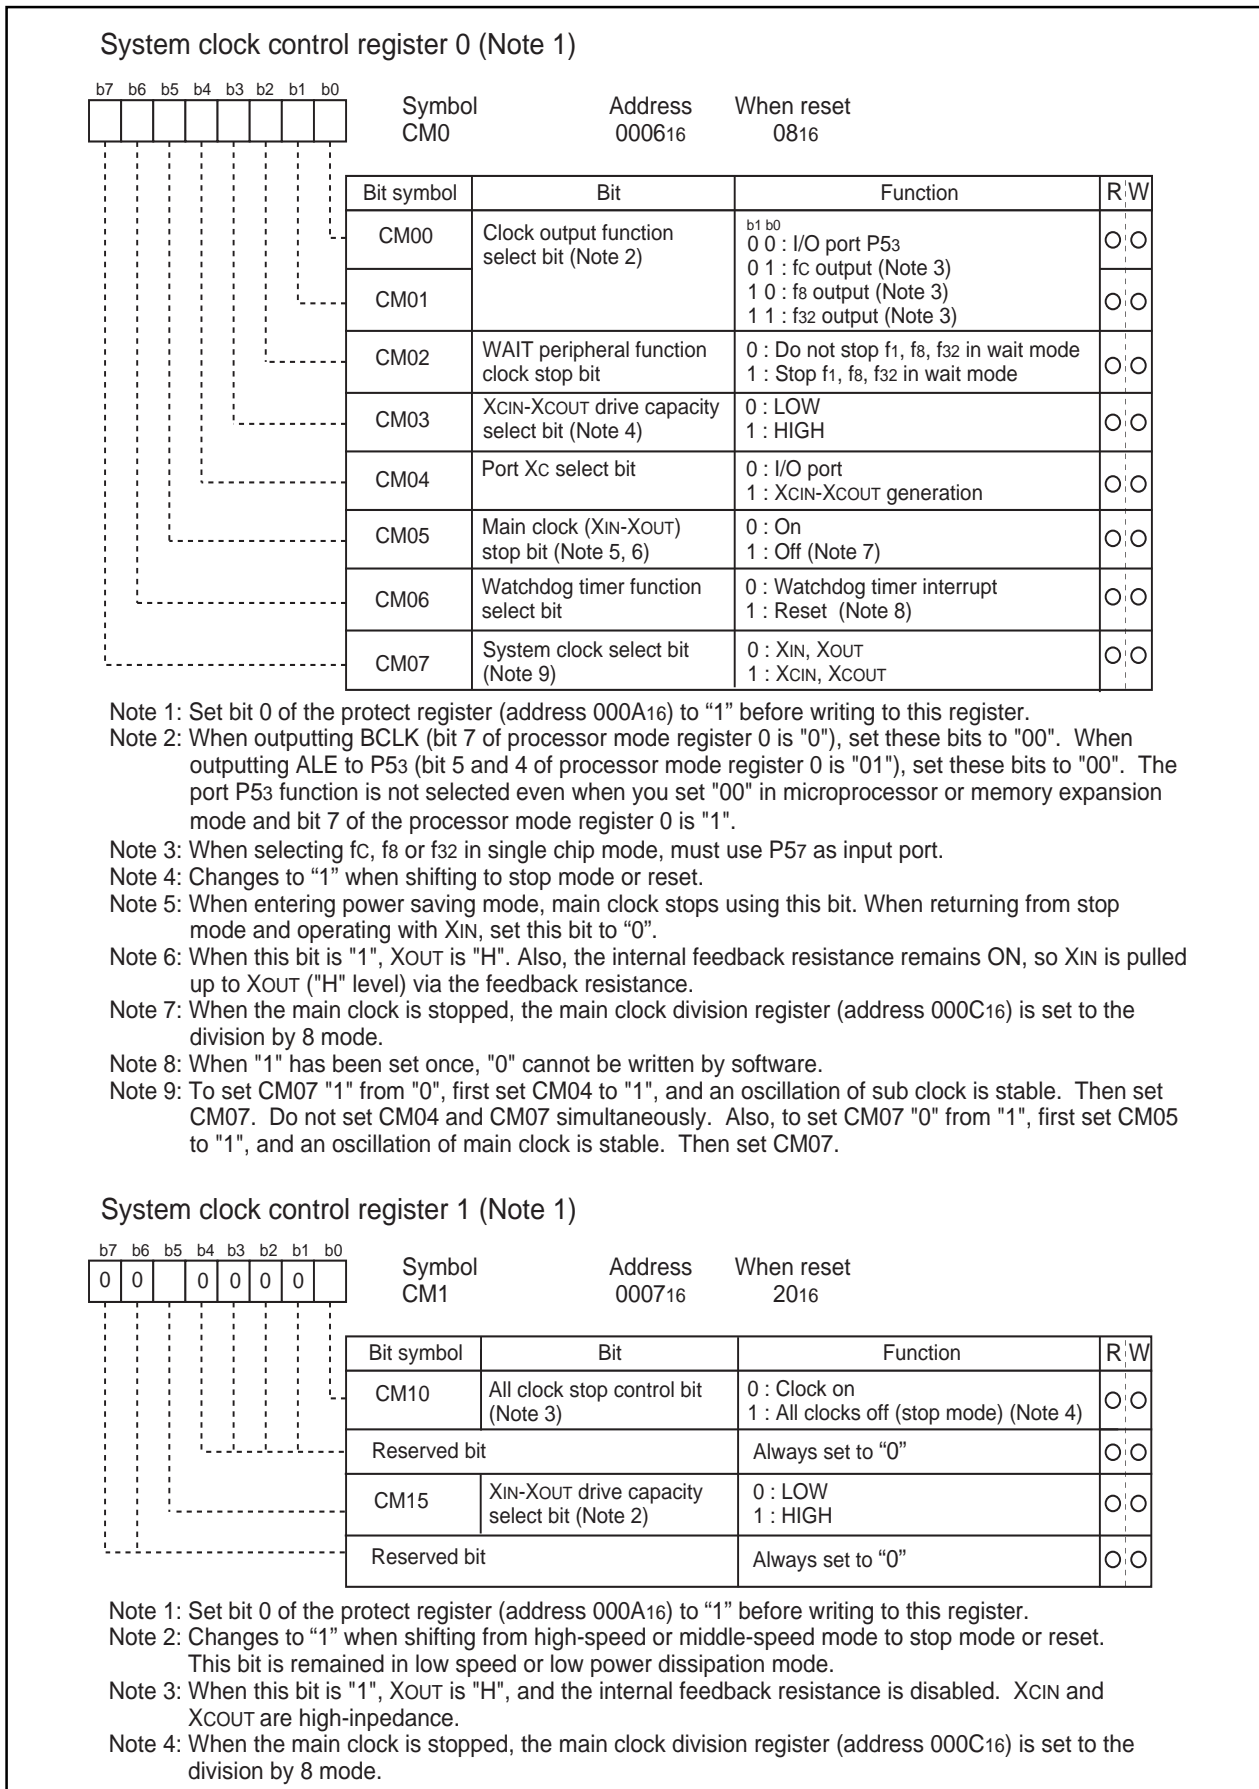 System clock control register 0 (Note 1)
b7 b6 b5 b4 b3 b2 b1 b0
Symbol Address When reset
CM0 000616 0816
Bit symbol Bit Function R W
CM00 Clock output function select bit (Note 2) b1 b0
0 0 : I/O port P53
0 1 : fC output (Note 3)
CM01 1 0 : f8 output (Note 3)
1 1 : f32 output (Note 3)
CM02 WAIT peripheral function clock stop bit 0 : Do not stop f1, f8, f32 in wait mode
1 : Stop f1, f8, f32 in wait mode
CM03 XCIN-XCOUT drive capacity select bit (Note 4) 0 : LOW
1 : HIGH
CM04 Port XC select bit 0 : I/O port
1 : XCIN-XCOUT generation
CM05 Main clock (XIN-XOUT) stop bit (Note 5, 6) 0 : On
1 : Off (Note 7)
CM06 Watchdog timer function select bit 0 : Watchdog timer interrupt
1 : Reset (Note 8)
CM07 System clock select bit (Note 9) 0 : XIN, XOUT
1 : XCIN, XCOUT
Note 1: Set bit 0 of the protect register (address 000A16) to “1” before writing to this register.
Note 2: When outputting BCLK (bit 7 of processor mode register 0 is "0"), set these bits to "00". When
outputting ALE to P53 (bit 5 and 4 of processor mode register 0 is "01"), set these bits to "00". The
port P53 function is not selected even when you set "00" in microprocessor or memory expansion
mode and bit 7 of the processor mode register 0 is "1".
Note 3: When selecting fC, f8 or f32 in single chip mode, must use P57 as input port.
Note 4: Changes to “1” when shifting to stop mode or reset.
Note 5: When entering power saving mode, main clock stops using this bit. When returning from stop
mode and operating with XIN, set this bit to “0”.
Note 6: When this bit is "1", XOUT is "H". Also, the internal feedback resistance remains ON, so XIN is pulled
up to XOUT ("H" level) via the feedback resistance.
Note 7: When the main clock is stopped, the main clock division register (address 000C16) is set to the
division by 8 mode.
Note 8: When "1" has been set once, "0" cannot be written by software.
Note 9: To set CM07 "1" from "0", first set CM04 to "1", and an oscillation of sub clock is stable. Then set
CM07. Do not set CM04 and CM07 simultaneously. Also, to set CM07 "0" from "1", first set CM05
to "1", and an oscillation of main clock is stable. Then set CM07.
System clock control register 1 (Note 1)
b7 b6 b5 b4 b3 b2 b1 b0
0 0 0 0 0 0
Symbol Address When reset
CM1 000716 2016
Bit symbol Bit Function R W
CM10 All clock stop control bit (Note 3) 0 : Clock on
1 : All clocks off (stop mode) (Note 4)
Reserved bit Always set to “0”
CM15 XIN-XOUT drive capacity select bit (Note 2) 0 : LOW
1 : HIGH
Reserved bit Always set to “0”
Note 1: Set bit 0 of the protect register (address 000A16) to “1” before writing to this register.
Note 2: Changes to “1” when shifting from high-speed or middle-speed mode to stop mode or reset.
This bit is remained in low speed or low power dissipation mode.
Note 3: When this bit is "1", XOUT is "H", and the internal feedback resistance is disabled. XCIN and
XCOUT are high-inpedance.
Note 4: When the main clock is stopped, the main clock division register (address 000C16) is set to the
division by 8 mode.